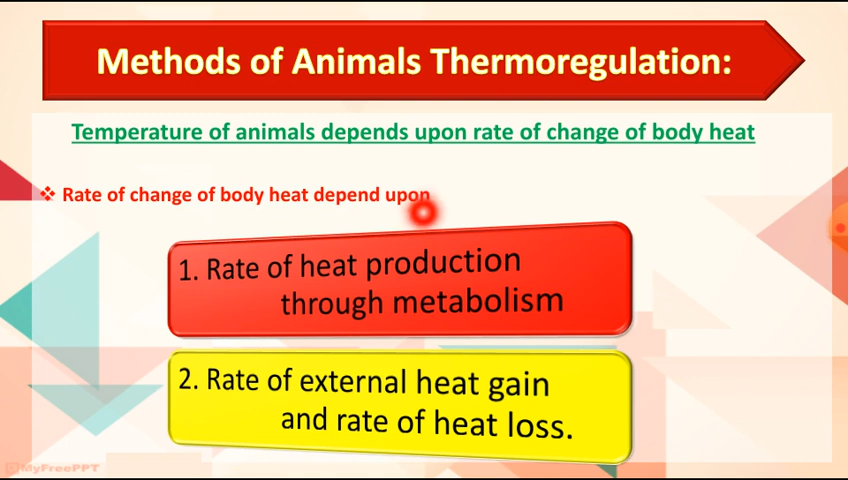 Methods of Animals Thermoregulation:
Temperature of animals depends upon rate of change of body heat
❖ Rate of change of body heat depend upon
1. Rate of heat production
through metabolism
2. Rate of external heat gain
and rate of heat loss.
MyFreePPT